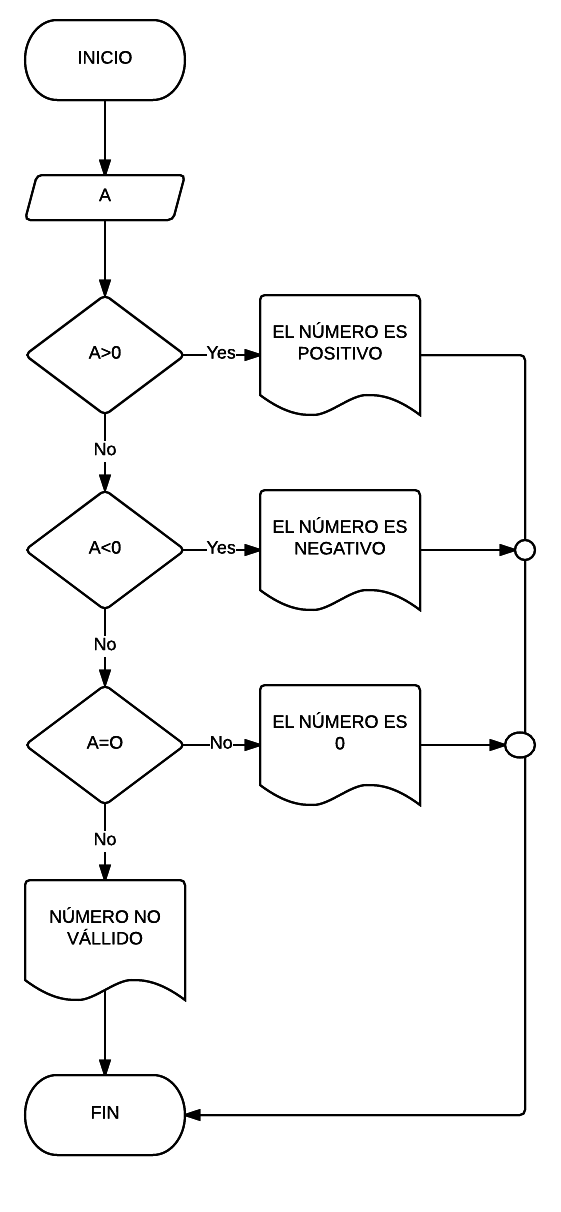 INICIO
A
A>0
Yes
EL NÚMERO ES
POSITIVO
No
A<0
Yes
EL NÚMERO ES
NEGATIVO
No
A=O
No
EL NÚMERO ES
0
No
NÚMERO NO
VÁLLIDO
FIN